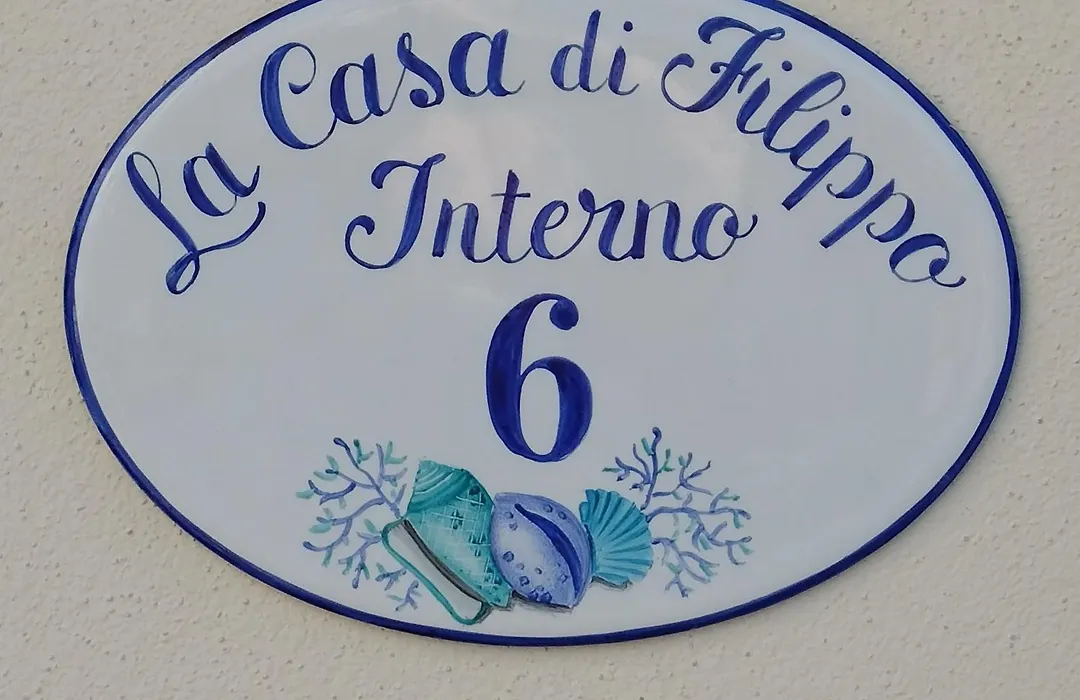 La Casa di Filippo
Interno
6